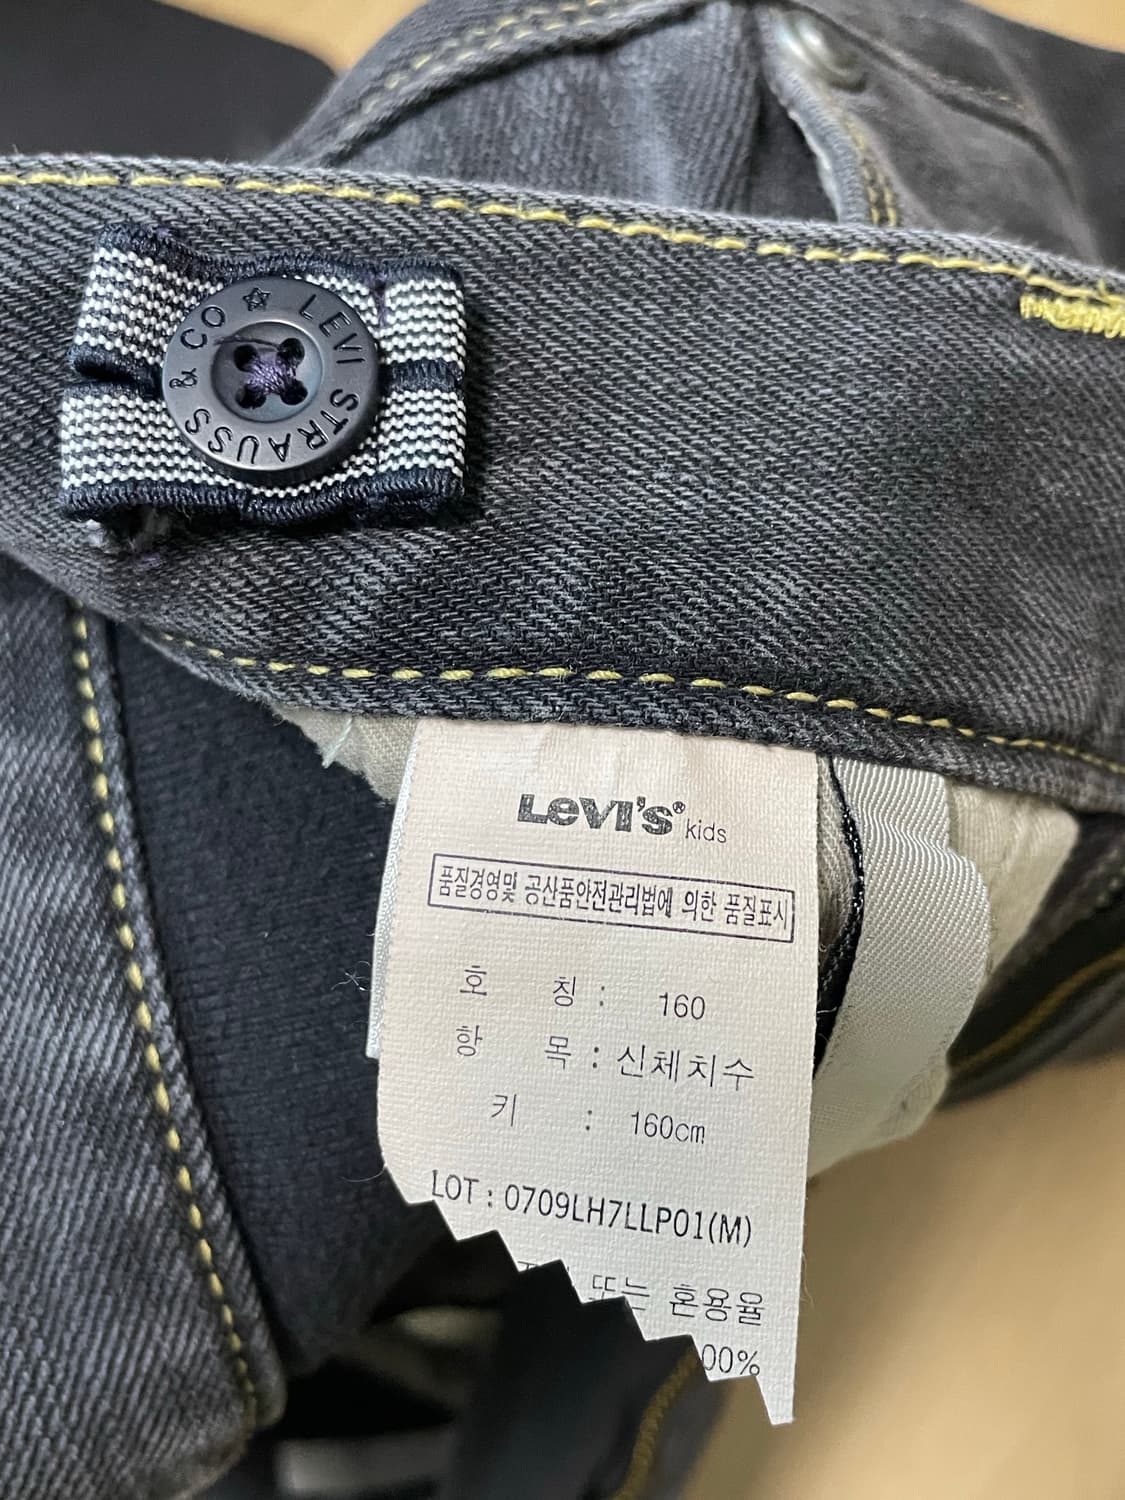 ☆ LEVI STRAUSS & CO
LEVI'S® kids
품질경영및 공산품안전관리법에 의한 품질표시
호 칭 : 160
항 목 : 신체치수
키 : 160cm
LOT : 0709LH7LLP01(M)
또는 혼용율
00%